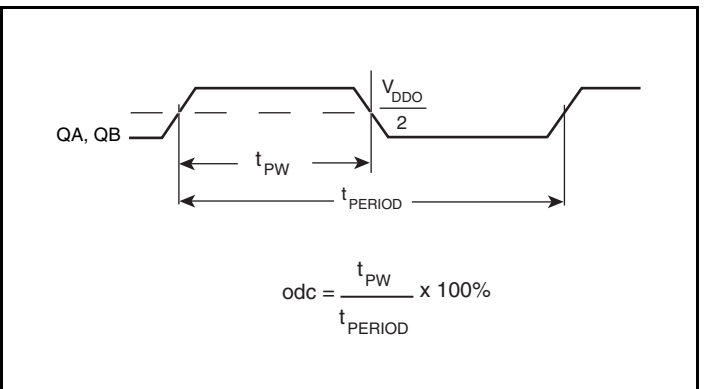 V_DDO
2
QA, QB
t_PW
t_PERIOD
odc = t_PW / t_PERIOD x 100%